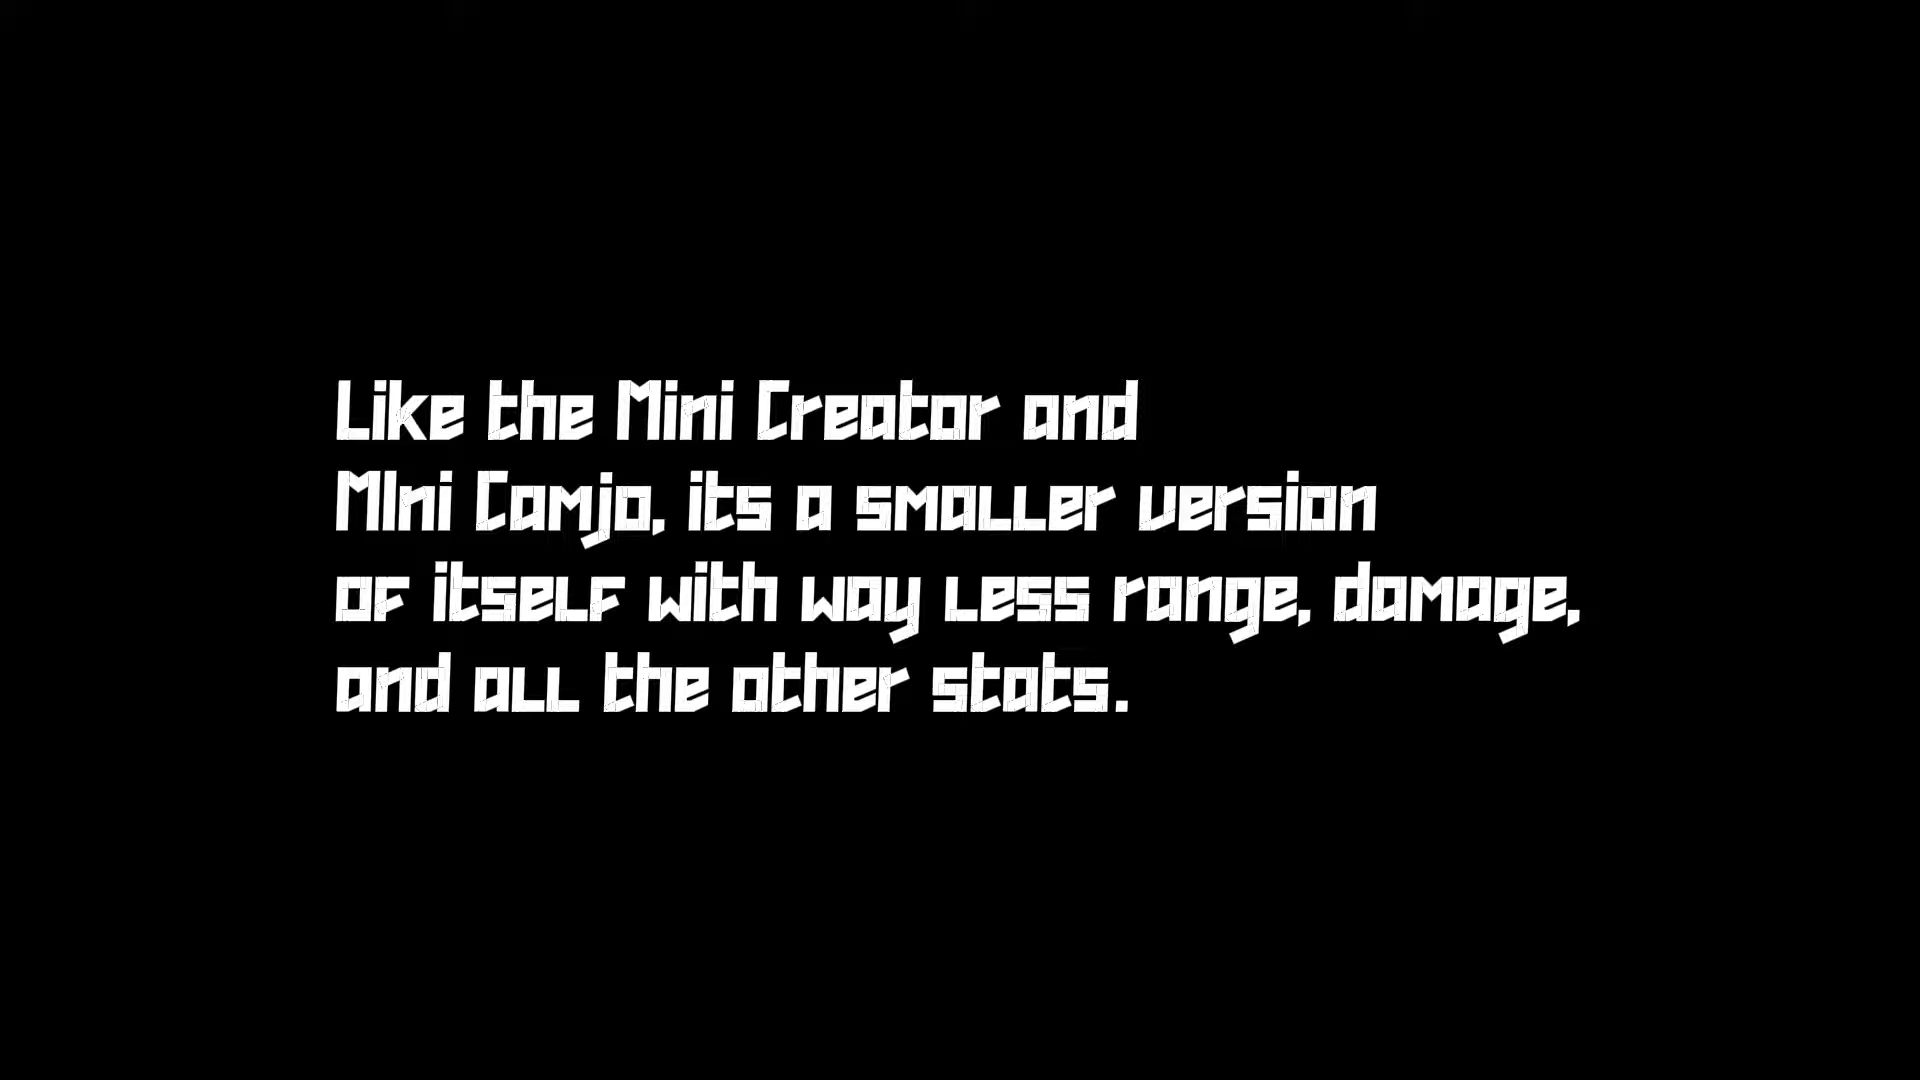 Like the Mini Creator and
MIni Camjo, its a smaller version
of itself with way less range, damage,
and all the other stats.